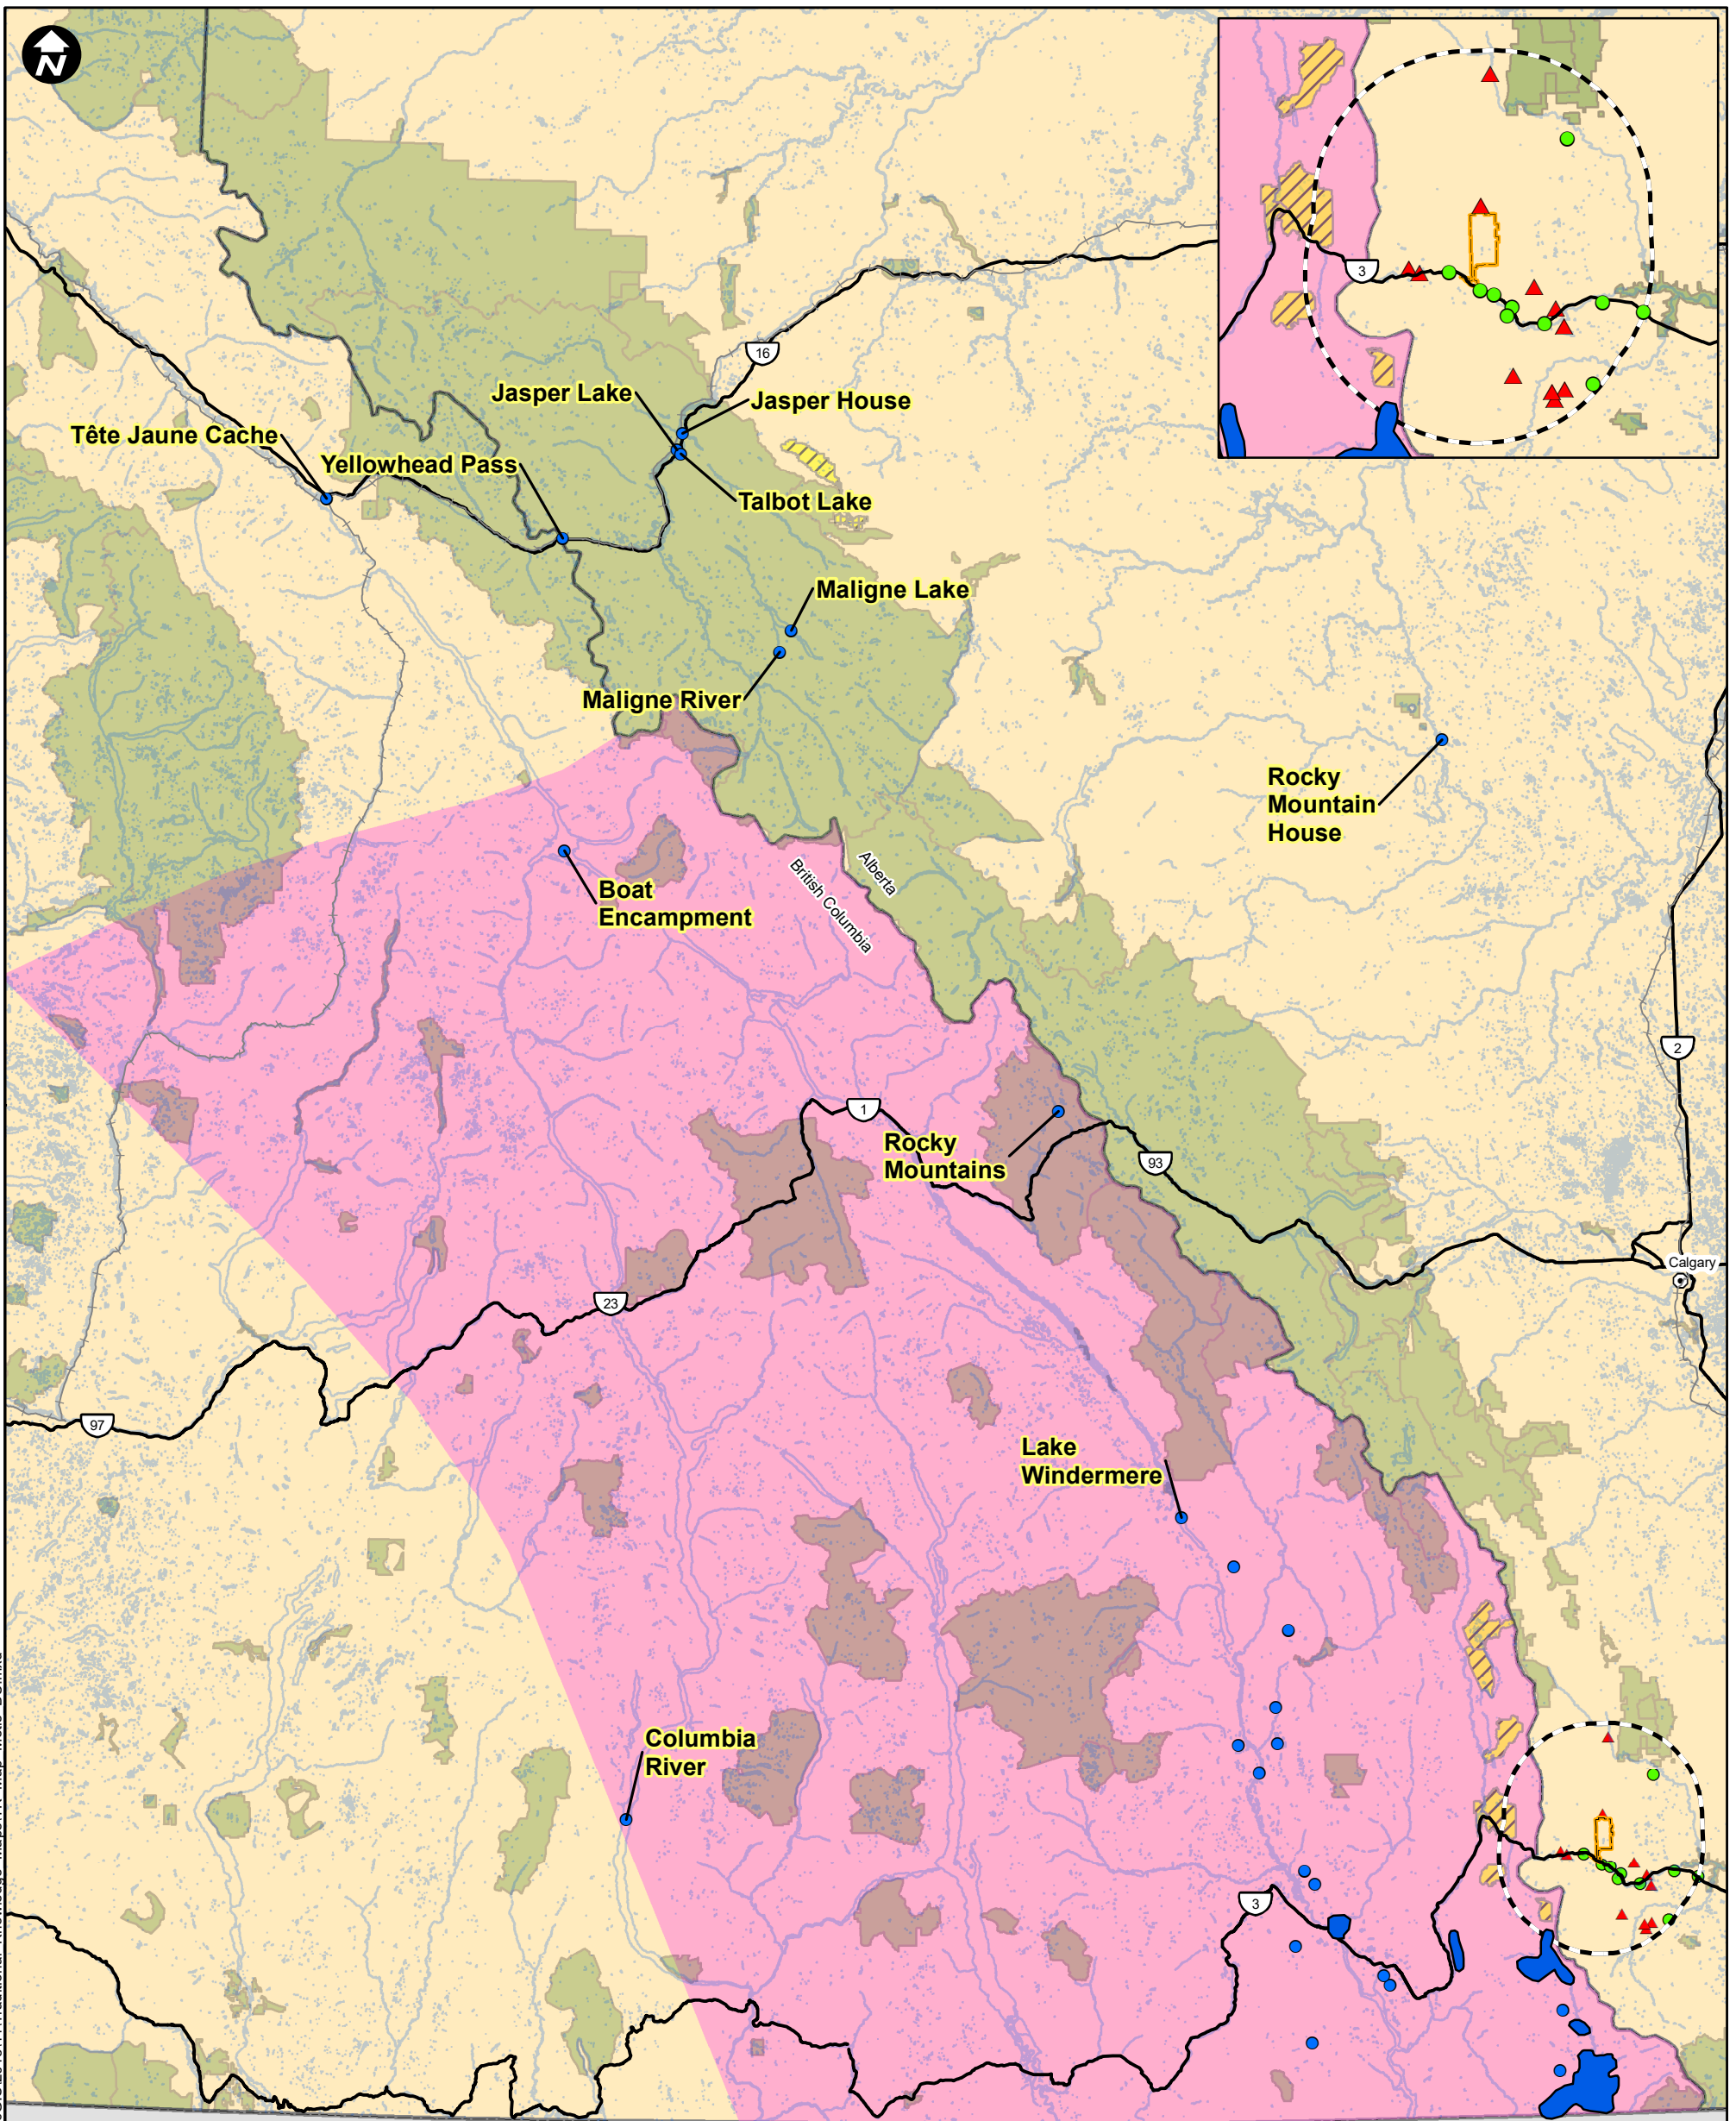 N
3
16
Jasper Lake
Jasper House
Tête Jaune Cache
Yellowhead Pass
Talbot Lake
Maligne Lake
Maligne River
Rocky
Mountain
House
Boat
Encampment
Alberta
British Columbia
2
1
Rocky
Mountains
93
Calgary
23
97
Lake
Windermere
Columbia
River
3